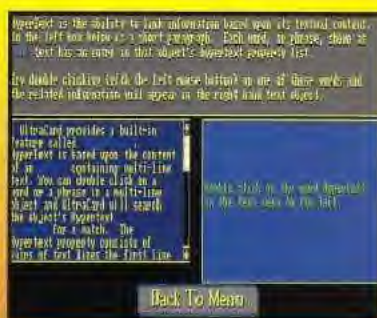 Hypertext is the ability to link information based upon its textual content.
In the left box below is a short paragraph. Each word, or phrase, there
text has an entry in that object's hypertext property list.
Try double clicking (with the left mouse button) on one of these words and
the related information will appear in the right hand text object.
UltraCard provides a built-in
feature called
hypertext is based upon the content
of containing multi-line
text. You can double click on a
word or a phrase in a multi-line
object and UltraCard will search
the object's hypertext
for a match. The
hypertext property consists of
pairs of text lines the first line
Double click on the word
in the text to the left.
Back To Menu